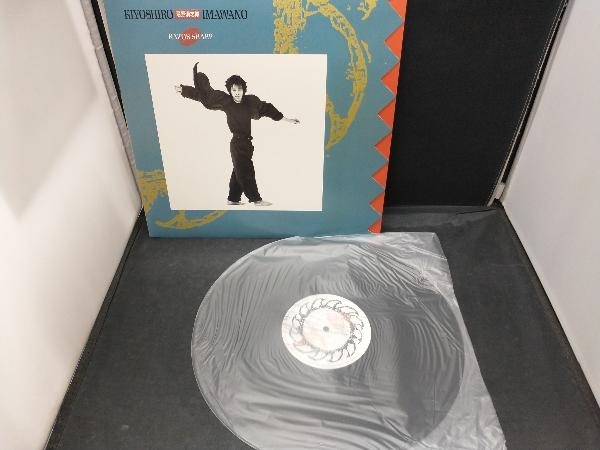 KIYOSHIRO 忌野清志郎 IMAWANO
RAZOR SHARP